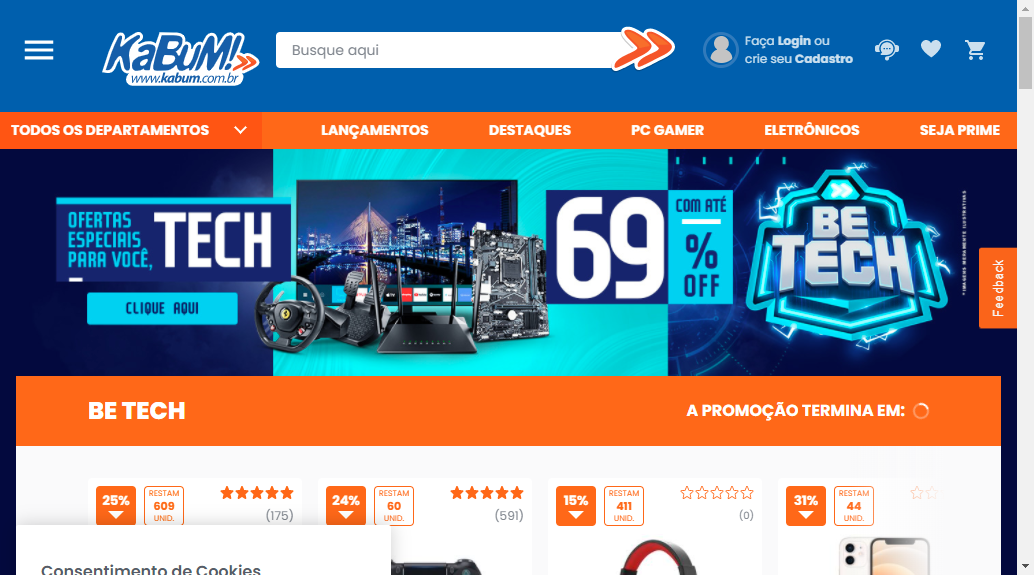 KaBuM!
www.kabum.com.br
Busque aqui
Faça Login ou
crie seu Cadastro
TODOS OS DEPARTAMENTOS
LANÇAMENTOS
DESTAQUES
PC GAMER
ELETRÔNICOS
SEJA PRIME
OFERTAS
ESPECIAIS
PARA VOCÊ,
TECH
CLIQUE AQUI
69
COM ATÉ
%
OFF
BE
TECH
* IMAGENS MERAMENTE ILUSTRATIVAS
Feedback
BE TECH
A PROMOÇÃO TERMINA EM:
25%
RESTAM
609
UNID.
(175)
24%
RESTAM
60
UNID.
(591)
15%
RESTAM
411
UNID.
(0)
31%
RESTAM
44
UNID.
Consentimento de Cookies